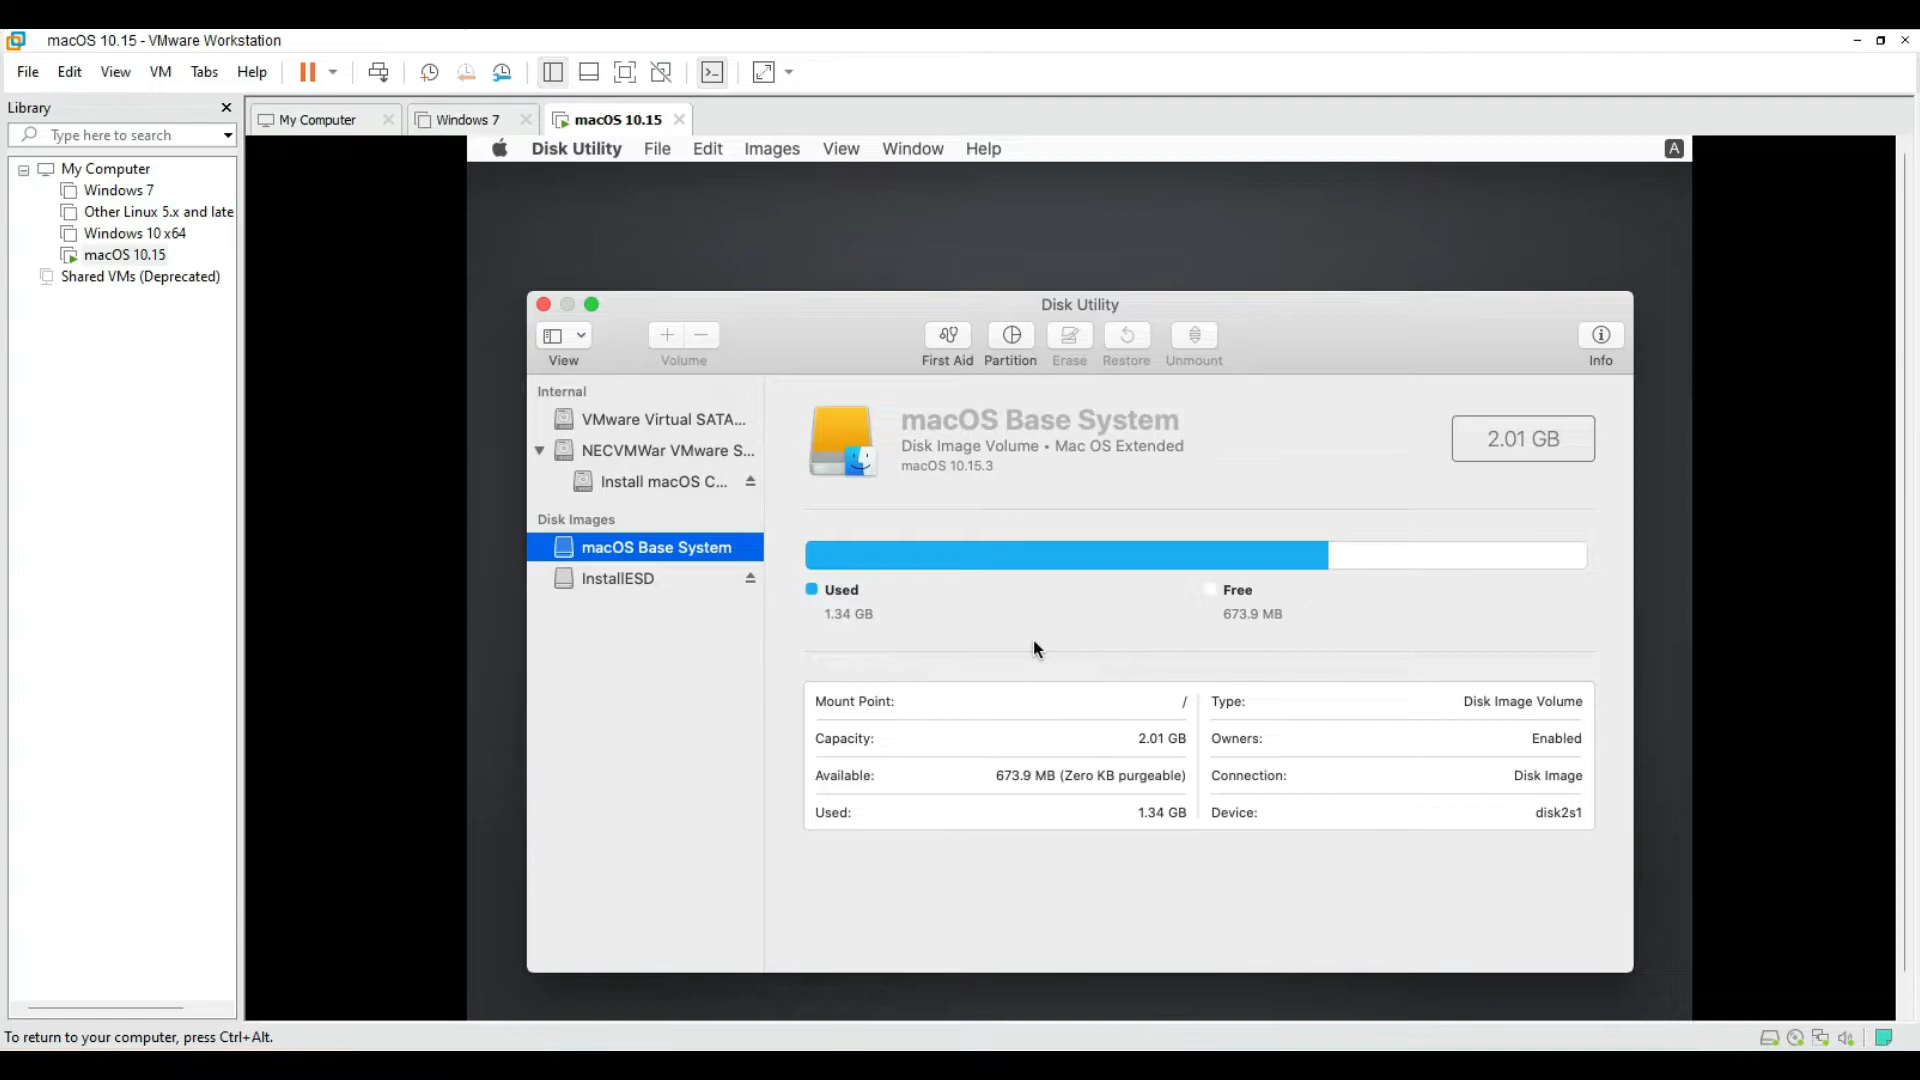 macOS 10.15 - VMware Workstation
File Edit View VM Tabs Help
Library
Type here to search
My Computer
Windows 7
Other Linux 5.x and late
Windows 10 x64
macOS 10.15
Shared VMs (Deprecated)
My Computer Windows 7 macOS 10.15
Disk Utility File Edit Images View Window Help A
Disk Utility
View Volume First Aid Partition Erase Restore Unmount Info
Internal
VMware Virtual SATA...
NECVMWar VMware S...
Install macOS C...
Disk Images
macOS Base System
InstallESD
macOS Base System
Disk Image Volume • Mac OS Extended
macOS 10.15.3
2.01 GB
Used
1.34 GB
Free
673.9 MB
Mount Point: /
Capacity: 2.01 GB
Available: 673.9 MB (Zero KB purgeable)
Used: 1.34 GB
Type: Disk Image Volume
Owners: Enabled
Connection: Disk Image
Device: disk2s1
To return to your computer, press Ctrl+Alt.